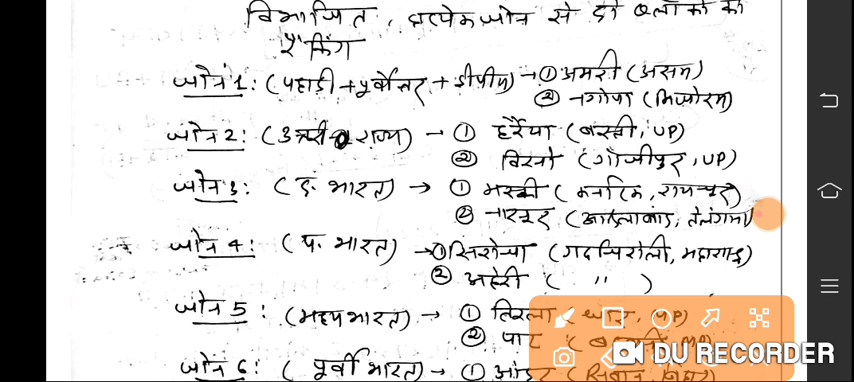 विभाजित, प्रत्येक जोन से दो ब्लॉकों की
रैंकिंग
जोन 1: (पहाड़ी + पूर्वोत्तर + द्वीपीय) → ① अमरी (असम)
② नगोपा (मिजोरम)
जोन 2: (उत्तरी राज्य) → ① हर्रैया (बस्ती, UP)
② विरनो (गाजीपुर, UP)
जोन 3: (द. भारत) → ① मस्की (कर्नाटक, रायचूर)
② नारनूर (आदिलाबाद, तेलंगाना)
जोन 4: (प. भारत) → ① सिरोंचा (गढचिरोली, महाराष्ट्र)
② अहेरी ( " )
जोन 5: (मध्य भारत) → ① तिरला (धार,
② पाटी
जोन 6: (पूर्वी भारत) → ①
DU RECORDER